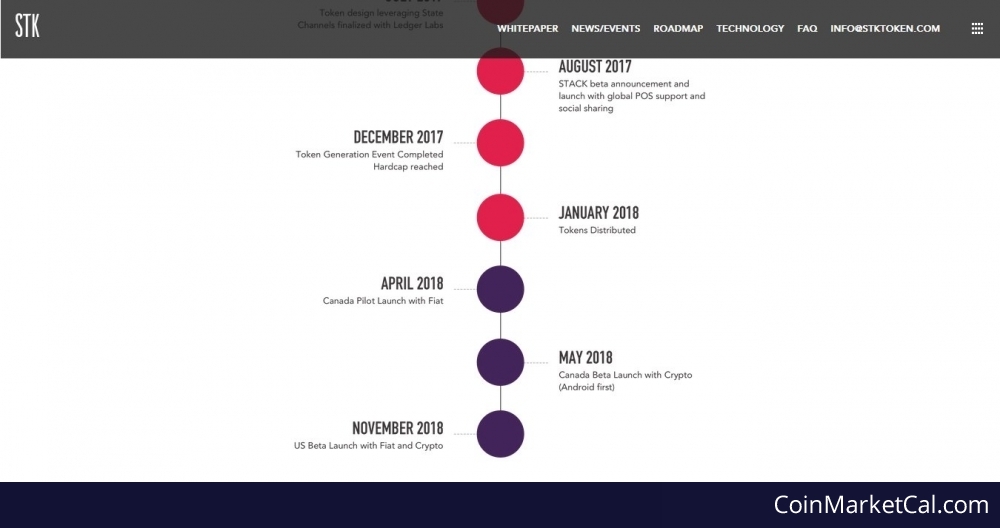 STK
WHITEPAPER NEWS/EVENTS ROADMAP TECHNOLOGY FAQ INFO@STKTOKEN.COM
Token design leveraging State
Channels finalized with Ledger Labs
AUGUST 2017
STACK beta announcement and
launch with global POS support and
social sharing
DECEMBER 2017
Token Generation Event Completed
Hardcap reached
JANUARY 2018
Tokens Distributed
APRIL 2018
Canada Pilot Launch with Fiat
MAY 2018
Canada Beta Launch with Crypto
(Android first)
NOVEMBER 2018
US Beta Launch with Fiat and Crypto
CoinMarketCal.com